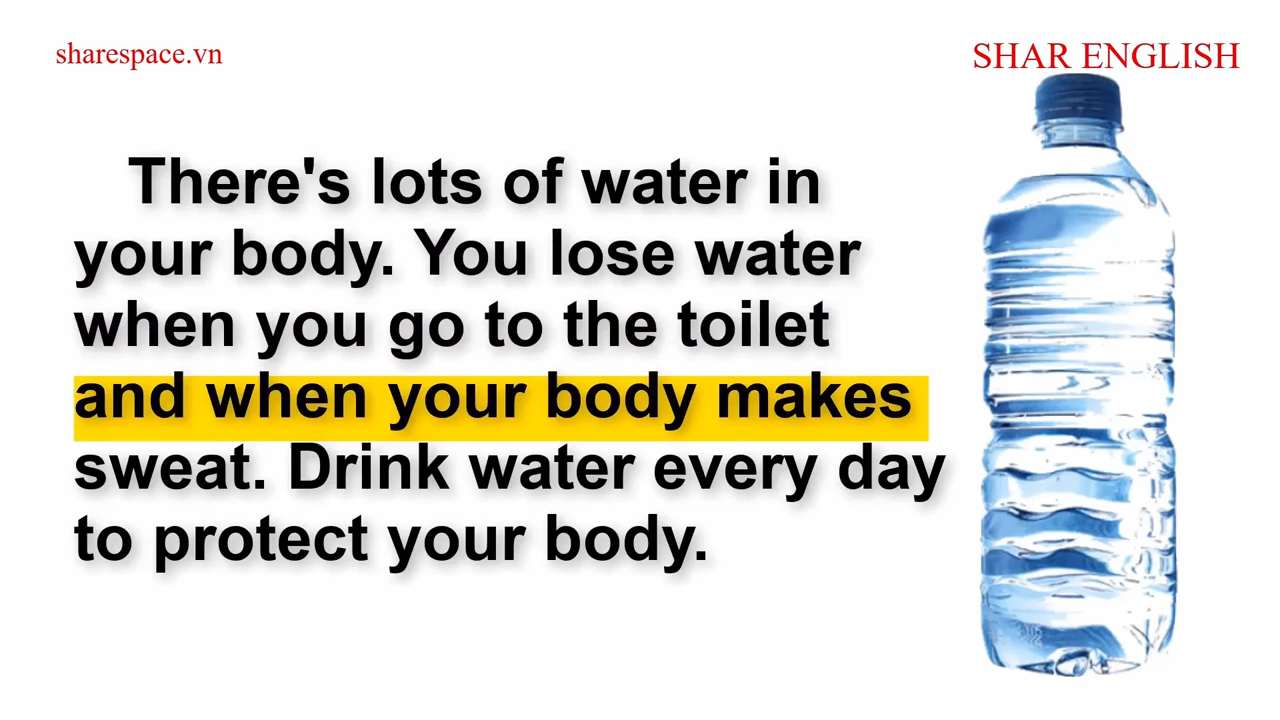 sharespace.vn
SHAR ENGLISH
There's lots of water in
your body. You lose water
when you go to the toilet
and when your body makes
sweat. Drink water every day
to protect your body.